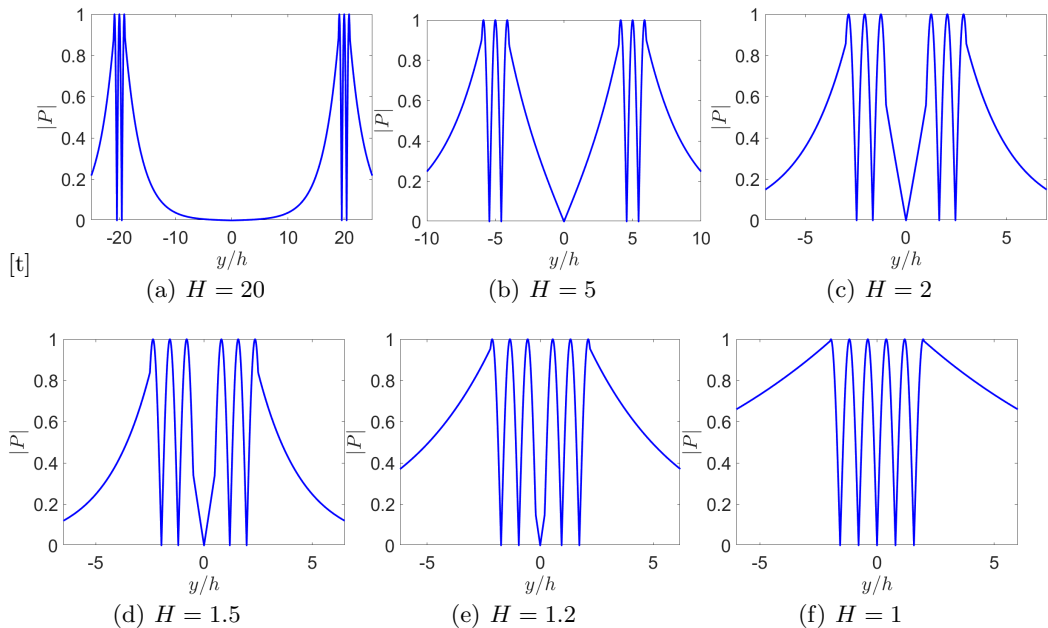 1
0.8
0.6
0.4
0.2
0
|P|
-20 -10 0 10 20
y/h
(a) H = 20
1
0.8
0.6
0.4
0.2
0
|P|
-10 -5 0 5 10
y/h
(b) H = 5
1
0.8
0.6
0.4
0.2
0
|P|
-5 0 5
y/h
(c) H = 2
[t]
1
0.8
0.6
0.4
0.2
0
|P|
-5 0 5
y/h
(d) H = 1.5
1
0.8
0.6
0.4
0.2
0
|P|
-5 0 5
y/h
(e) H = 1.2
1
0.8
0.6
0.4
0.2
0
|P|
-5 0 5
y/h
(f) H = 1